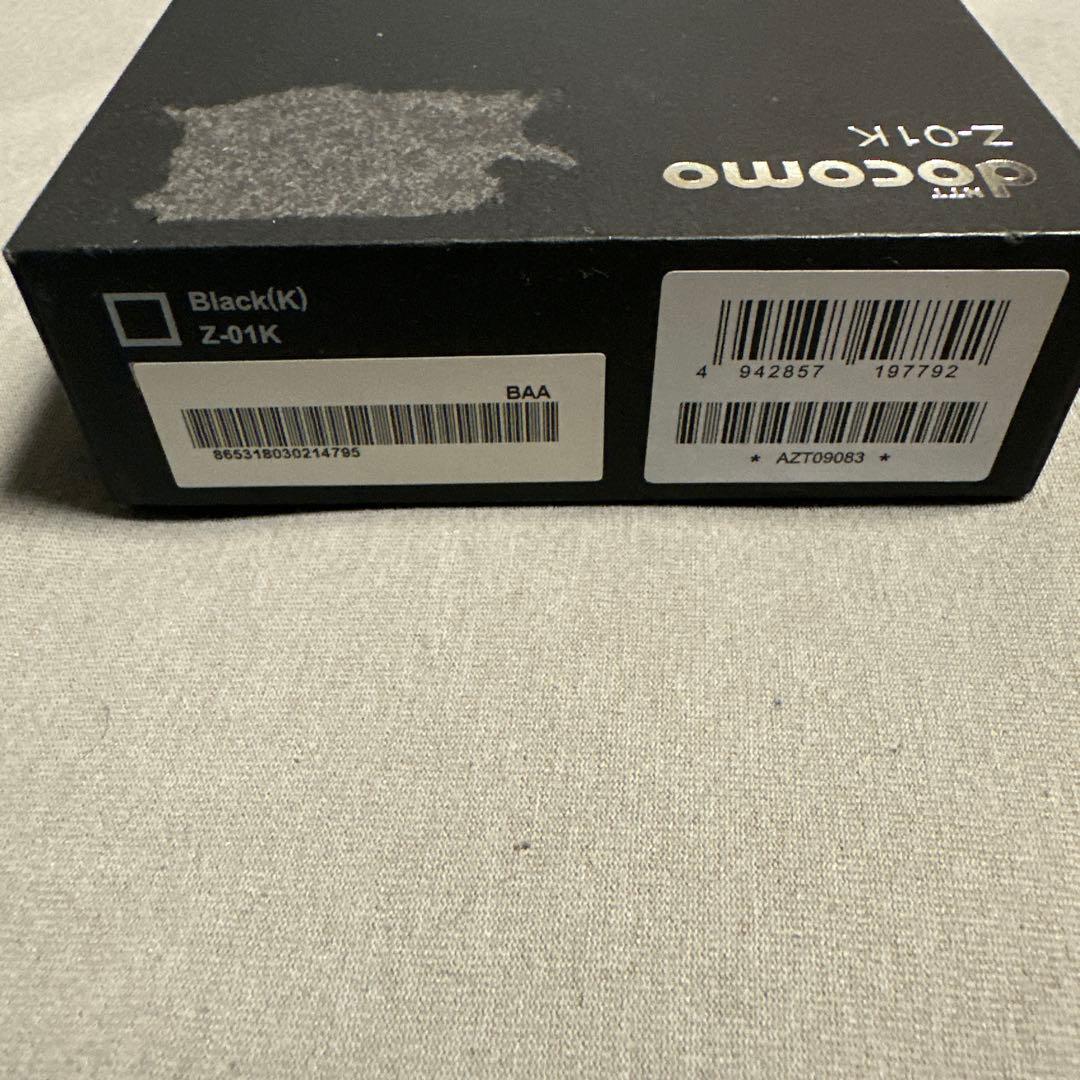 Z-01K
NTT
docomo
Black(K)
Z-01K
BAA
865318030214795
4 942857 197792
* AZT09083 *